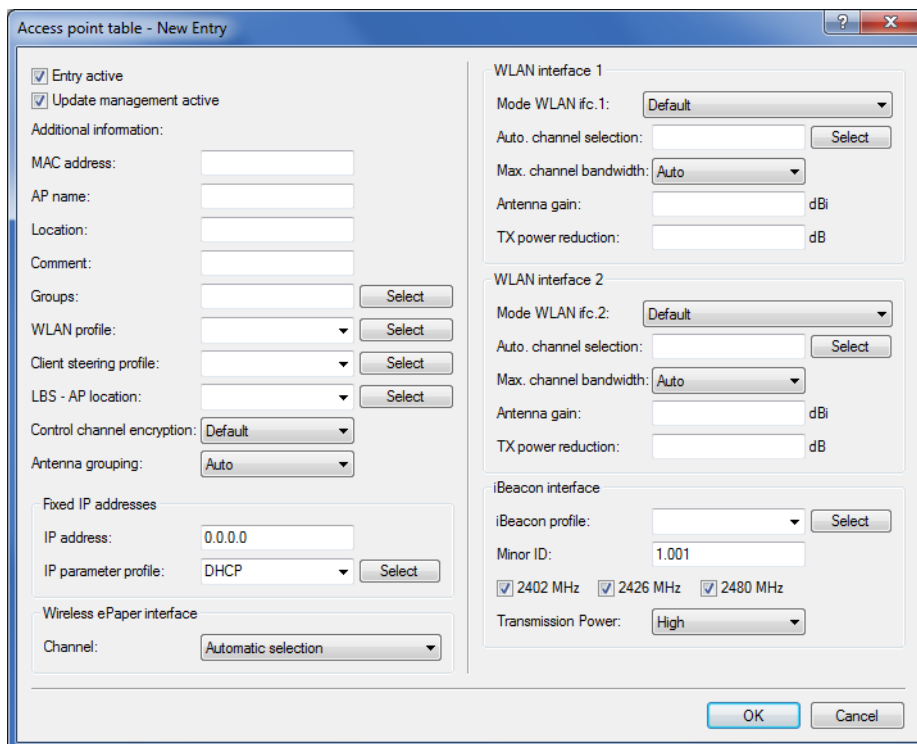 Access point table - New Entry
?
X
Entry active
Update management active
Additional information:
MAC address:
AP name:
Location:
Comment:
Groups: Select
WLAN profile: Select
Client steering profile: Select
LBS - AP location: Select
Control channel encryption: Default
Antenna grouping: Auto
Fixed IP addresses
IP address: 0.0.0.0
IP parameter profile: DHCP Select
Wireless ePaper interface
Channel: Automatic selection
WLAN interface 1
Mode WLAN ifc.1: Default
Auto. channel selection: Select
Max. channel bandwidth: Auto
Antenna gain: dBi
TX power reduction: dB
WLAN interface 2
Mode WLAN ifc.2: Default
Auto. channel selection: Select
Max. channel bandwidth: Auto
Antenna gain: dBi
TX power reduction: dB
iBeacon interface
iBeacon profile: Select
Minor ID: 1.001
2402 MHz 2426 MHz 2480 MHz
Transmission Power: High
OK Cancel